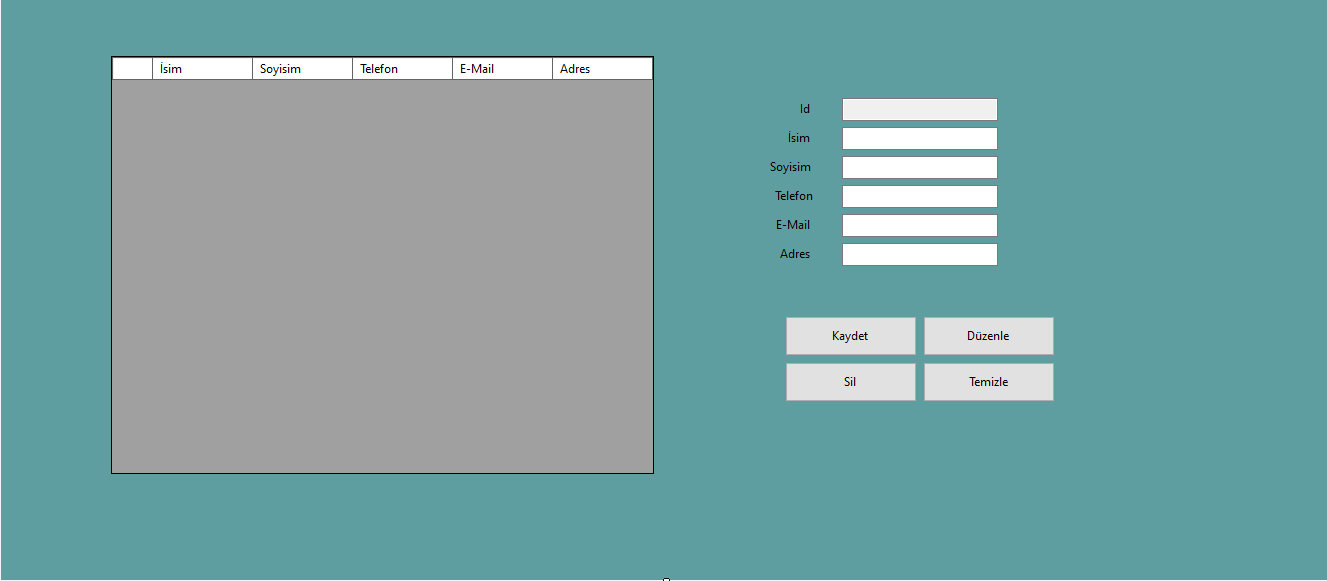 İsim Soyisim Telefon E-Mail Adres
Id
İsim
Soyisim
Telefon
E-Mail
Adres
Kaydet Düzenle
Sil Temizle